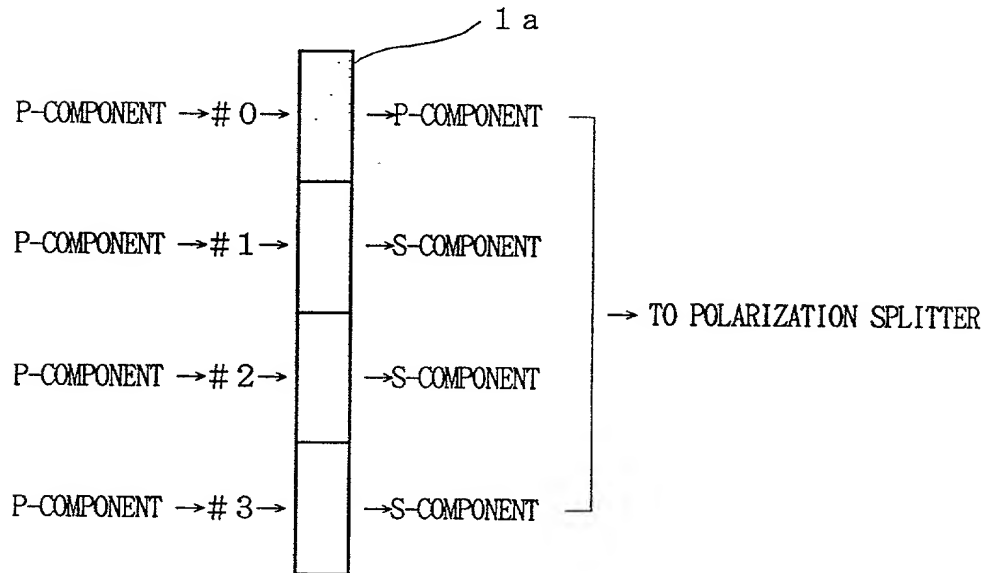 1a
P-COMPONENT →#0→ →P-COMPONENT
P-COMPONENT →#1→ →S-COMPONENT
→ TO POLARIZATION SPLITTER
P-COMPONENT →#2→ →S-COMPONENT
P-COMPONENT →#3→ →S-COMPONENT